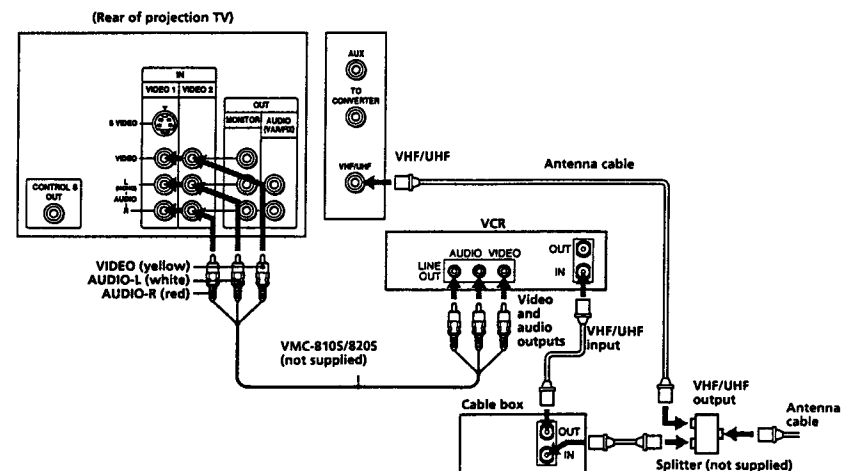 (Rear of projection TV)
IN
VIDEO 1 VIDEO 2
S VIDEO
VIDEO
L
(MONO)
AUDIO
R
OUT
MONITOR
AUDIO
(VAR/FIX)
CONTROL S
OUT
AUX
TO
CONVERTER
VHF/UHF
VHF/UHF
Antenna cable
VCR
AUDIO VIDEO
LINE
OUT
OUT
IN
VIDEO (yellow)
AUDIO-L (white)
AUDIO-R (red)
Video
and
audio
outputs
VHF/UHF
input
VMC-810S/820S
(not supplied)
Cable box
OUT
IN
VHF/UHF
output
Antenna
cable
Splitter (not supplied)